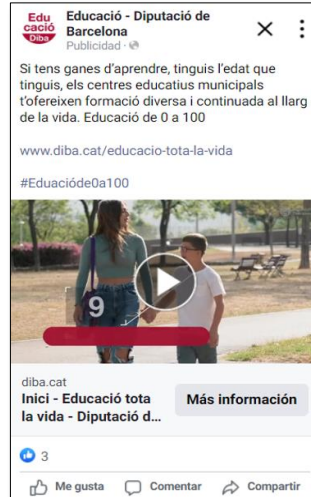 Edu
cació
Diba
Educació - Diputació de
Barcelona
Publicidad ·
Si tens ganes d'aprendre, tinguis l'edat que
tinguis, els centres educatius municipals
t'ofereixen formació diversa i continuada al llarg
de la vida. Educació de 0 a 100
www.diba.cat/educacio-tota-la-vida
#Eduacióde0a100
9
diba.cat
Inici - Educació tota
la vida - Diputació d...
Más información
3
Me gusta
Comentar
Compartir